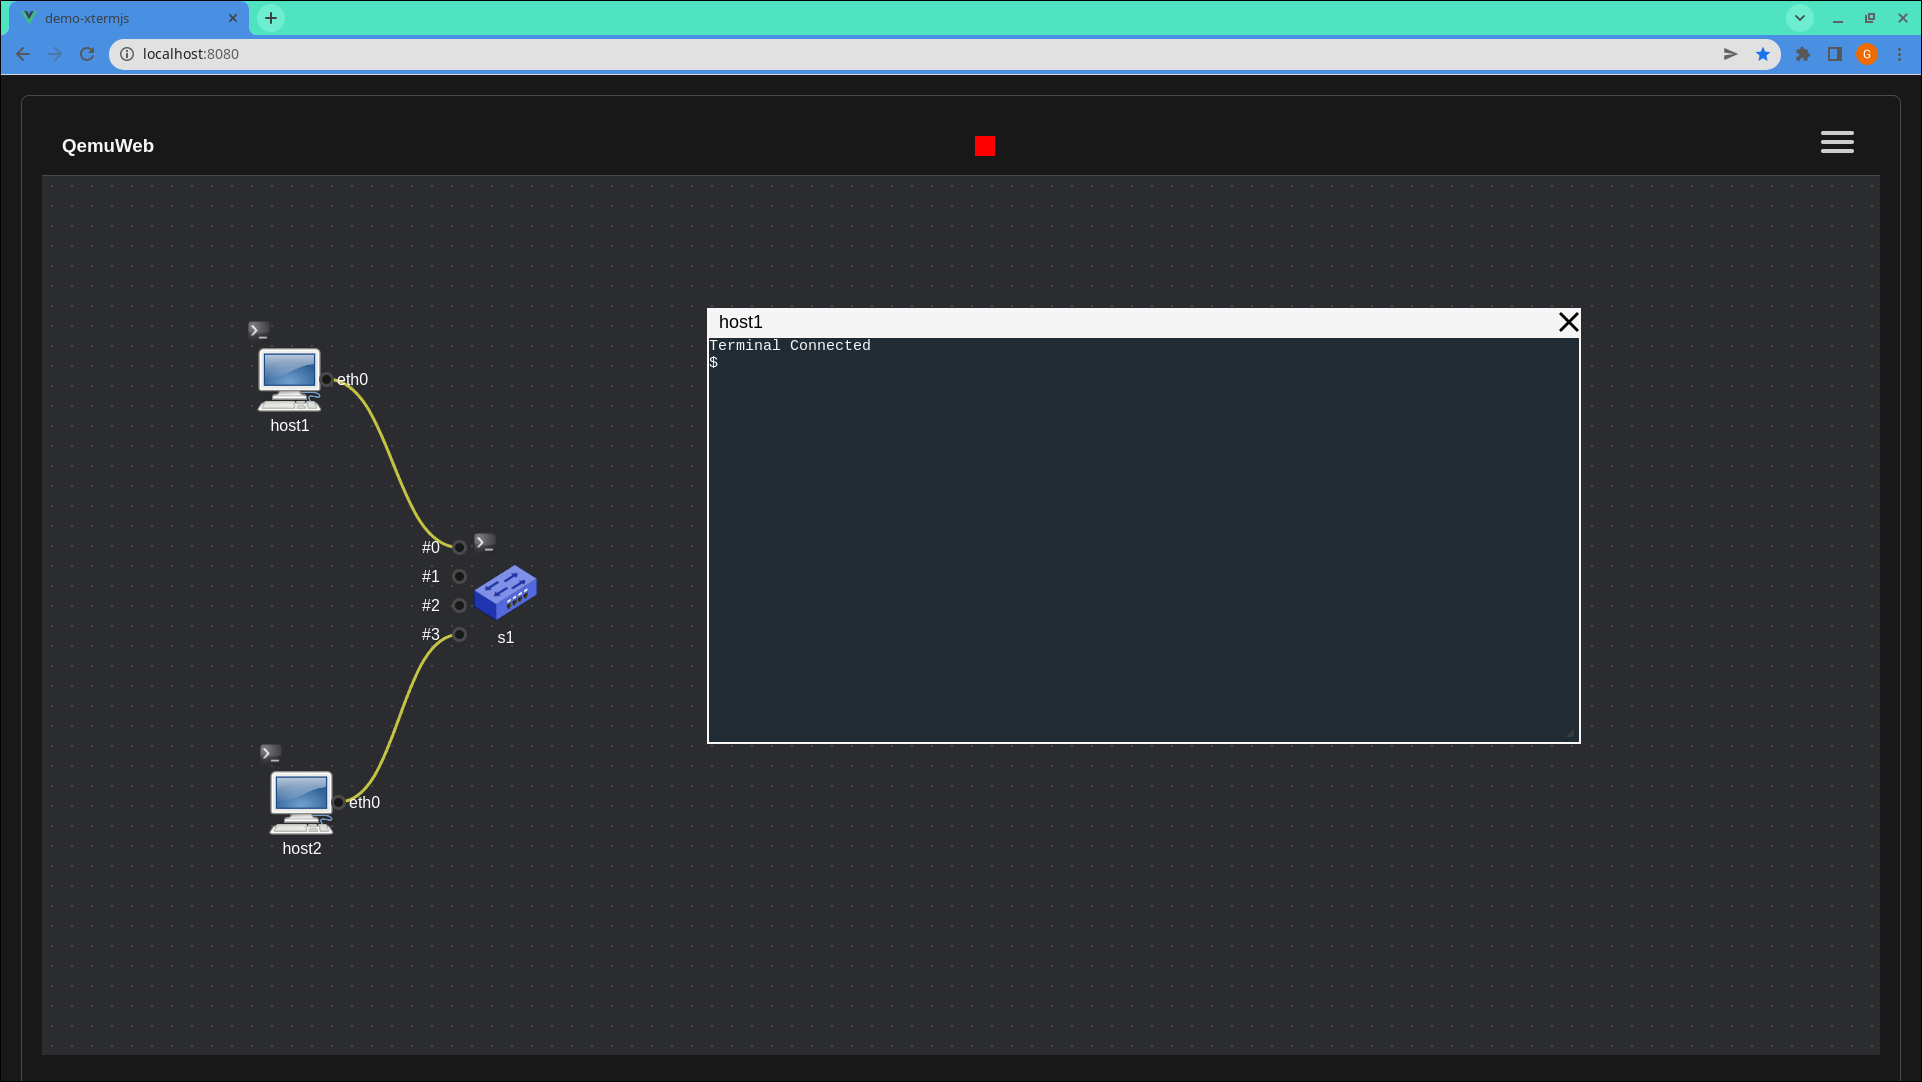 demo-xtermjs
localhost:8080
G
QemuWeb
host1
Terminal Connected
$
eth0
host1
#0
#1
#2
#3
s1
eth0
host2